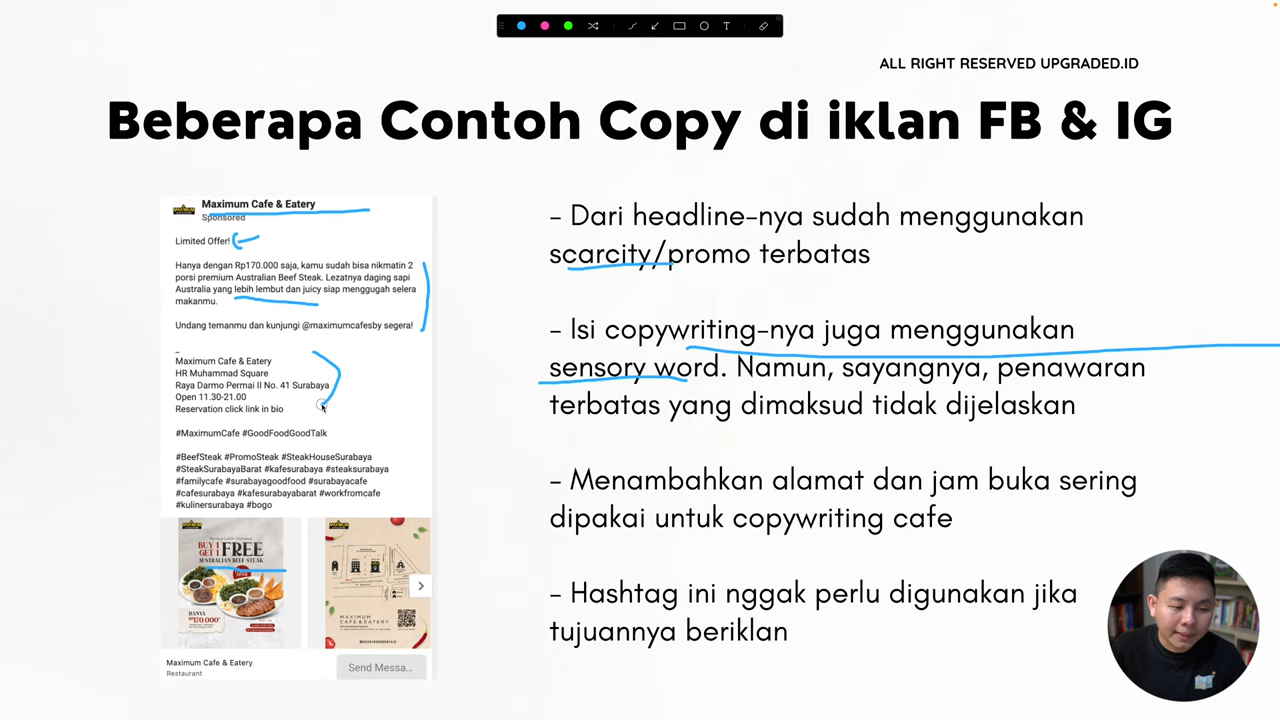 T
ALL RIGHT RESERVED UPGRADED.ID
Beberapa Contoh Copy di iklan FB & IG
Maximum Cafe & Eatery
Sponsored
Limited Offer!
Hanya dengan Rp170.000 saja, kamu sudah bisa nikmatin 2
porsi premium Australian Beef Steak. Lezatnya daging sapi
Australia yang lebih lembut dan juicy siap menggugah selera
makanmu.
Undang temanmu dan kunjungi @maximumcafesby segera!
_
Maximum Cafe & Eatery
HR Muhammad Square
Raya Darmo Permai II No. 41 Surabaya
Open 11.30-21.00
Reservation click link in bio
#MaximumCafe #GoodFoodGoodTalk
#BeefSteak #PromoSteak #SteakHouseSurabaya
#SteakSurabayaBarat #kafesurabaya #steaksurabaya
#familycafe #surabayagoodfood #surabayacafe
#cafesurabaya #kafesurabayabarat #workfromcafe
#kulinersurabaya #bogo
BUY 1
GET 1 FREE
AUSTRALIAN BEEF STEAK
HANYA
RP170.000
MAXIMUM
CAFE & EATERY
Maximum Cafe & Eatery
Restaurant
Send Messa...
- Dari headline-nya sudah menggunakan
scarcity/promo terbatas
- Isi copywriting-nya juga menggunakan
sensory word. Namun, sayangnya, penawaran
terbatas yang dimaksud tidak dijelaskan
- Menambahkan alamat dan jam buka sering
dipakai untuk copywriting cafe
- Hashtag ini nggak perlu digunakan jika
tujuannya beriklan